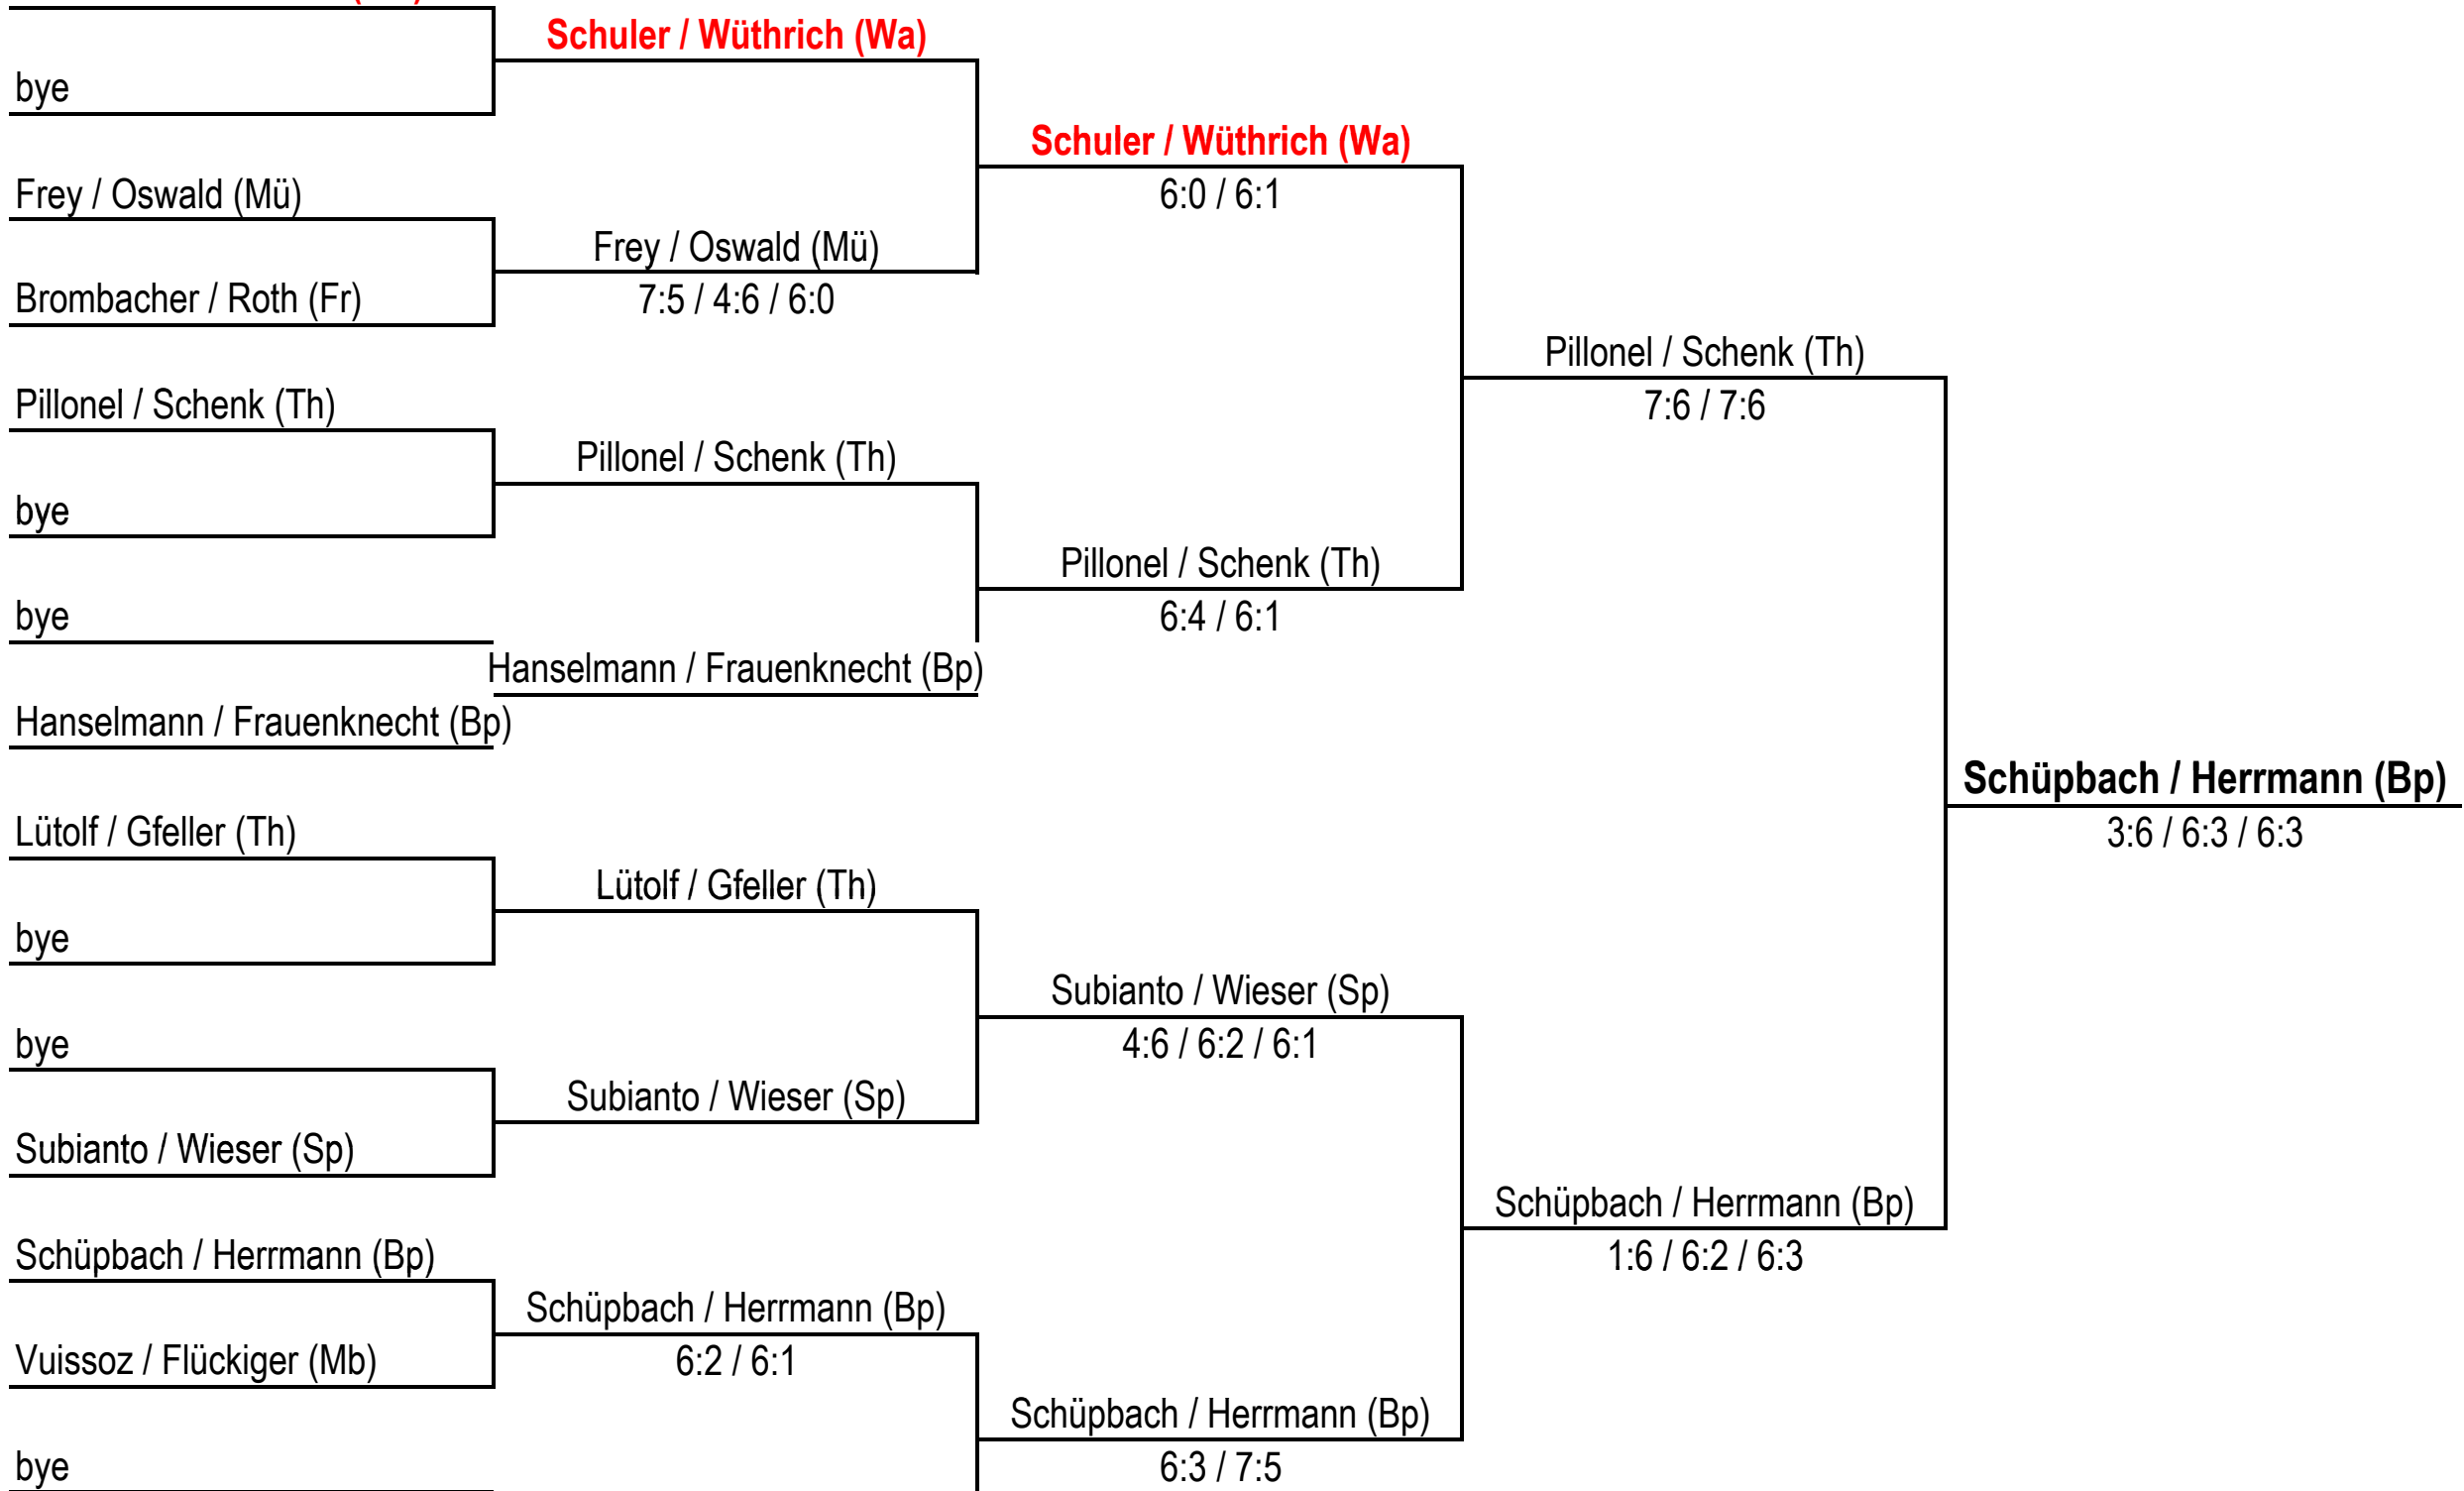 Schuler / Wüthrich (Wa)
bye
Schuler / Wüthrich (Wa)
Frey / Oswald (Mü)
6:0 / 6:1
Frey / Oswald (Mü)
Brombacher / Roth (Fr)
7:5 / 4:6 / 6:0
Pillonel / Schenk (Th)
Pillonel / Schenk (Th)
7:6 / 7:6
Pillonel / Schenk (Th)
bye
Pillonel / Schenk (Th)
bye
6:4 / 6:1
Hanselmann / Frauenknecht (Bp)
Hanselmann / Frauenknecht (Bp)
Schüpbach / Herrmann (Bp)
Lütolf / Gfeller (Th)
3:6 / 6:3 / 6:3
Lütolf / Gfeller (Th)
bye
Subianto / Wieser (Sp)
bye
4:6 / 6:2 / 6:1
Subianto / Wieser (Sp)
Subianto / Wieser (Sp)
Schüpbach / Herrmann (Bp)
Schüpbach / Herrmann (Bp)
1:6 / 6:2 / 6:3
Schüpbach / Herrmann (Bp)
Vuissoz / Flückiger (Mb)
6:2 / 6:1
Schüpbach / Herrmann (Bp)
bye
6:3 / 7:5